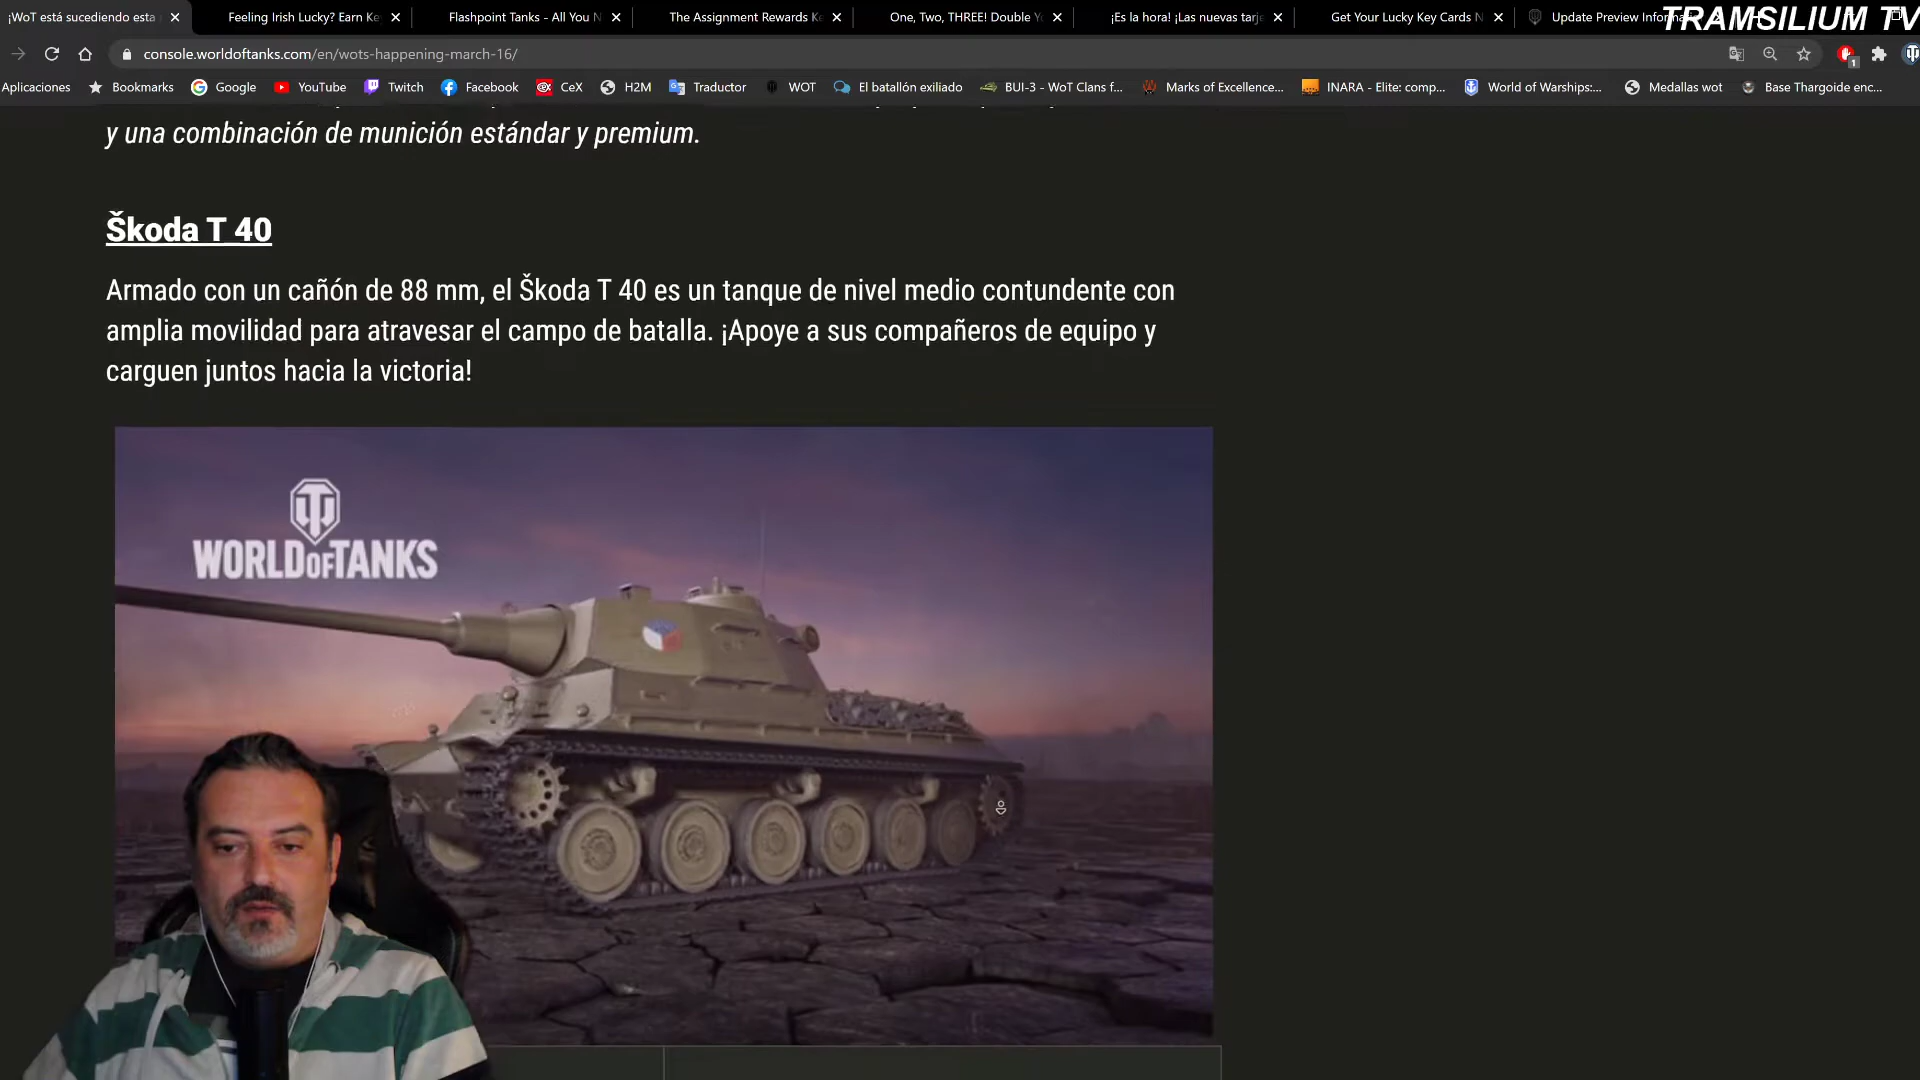 ¡WoT está sucediendo esta
Feeling Irish Lucky? Earn Ke
Flashpoint Tanks - All You N
The Assignment Rewards K
One, Two, THREE! Double Y
¡Es la hora! ¡Las nuevas tarj
Get Your Lucky Key Cards N
Update Preview Informati
TRAMSILIUM TV
console.worldoftanks.com/en/wots-happening-march-16/
1
Aplicaciones
Bookmarks
Google
YouTube
Twitch
Facebook
CeX
H2M
Traductor
WOT
El batallón exiliado
BUI-3 - WoT Clans f...
Marks of Excellence...
INARA - Elite: comp...
World of Warships:...
Medallas wot
Base Thargoide enc...
y una combinación de munición estándar y premium.
Škoda T 40
Armado con un cañón de 88 mm, el Škoda T 40 es un tanque de nivel medio contundente con
amplia movilidad para atravesar el campo de batalla. ¡Apoye a sus compañeros de equipo y
carguen juntos hacia la victoria!
WORLD OF TANKS